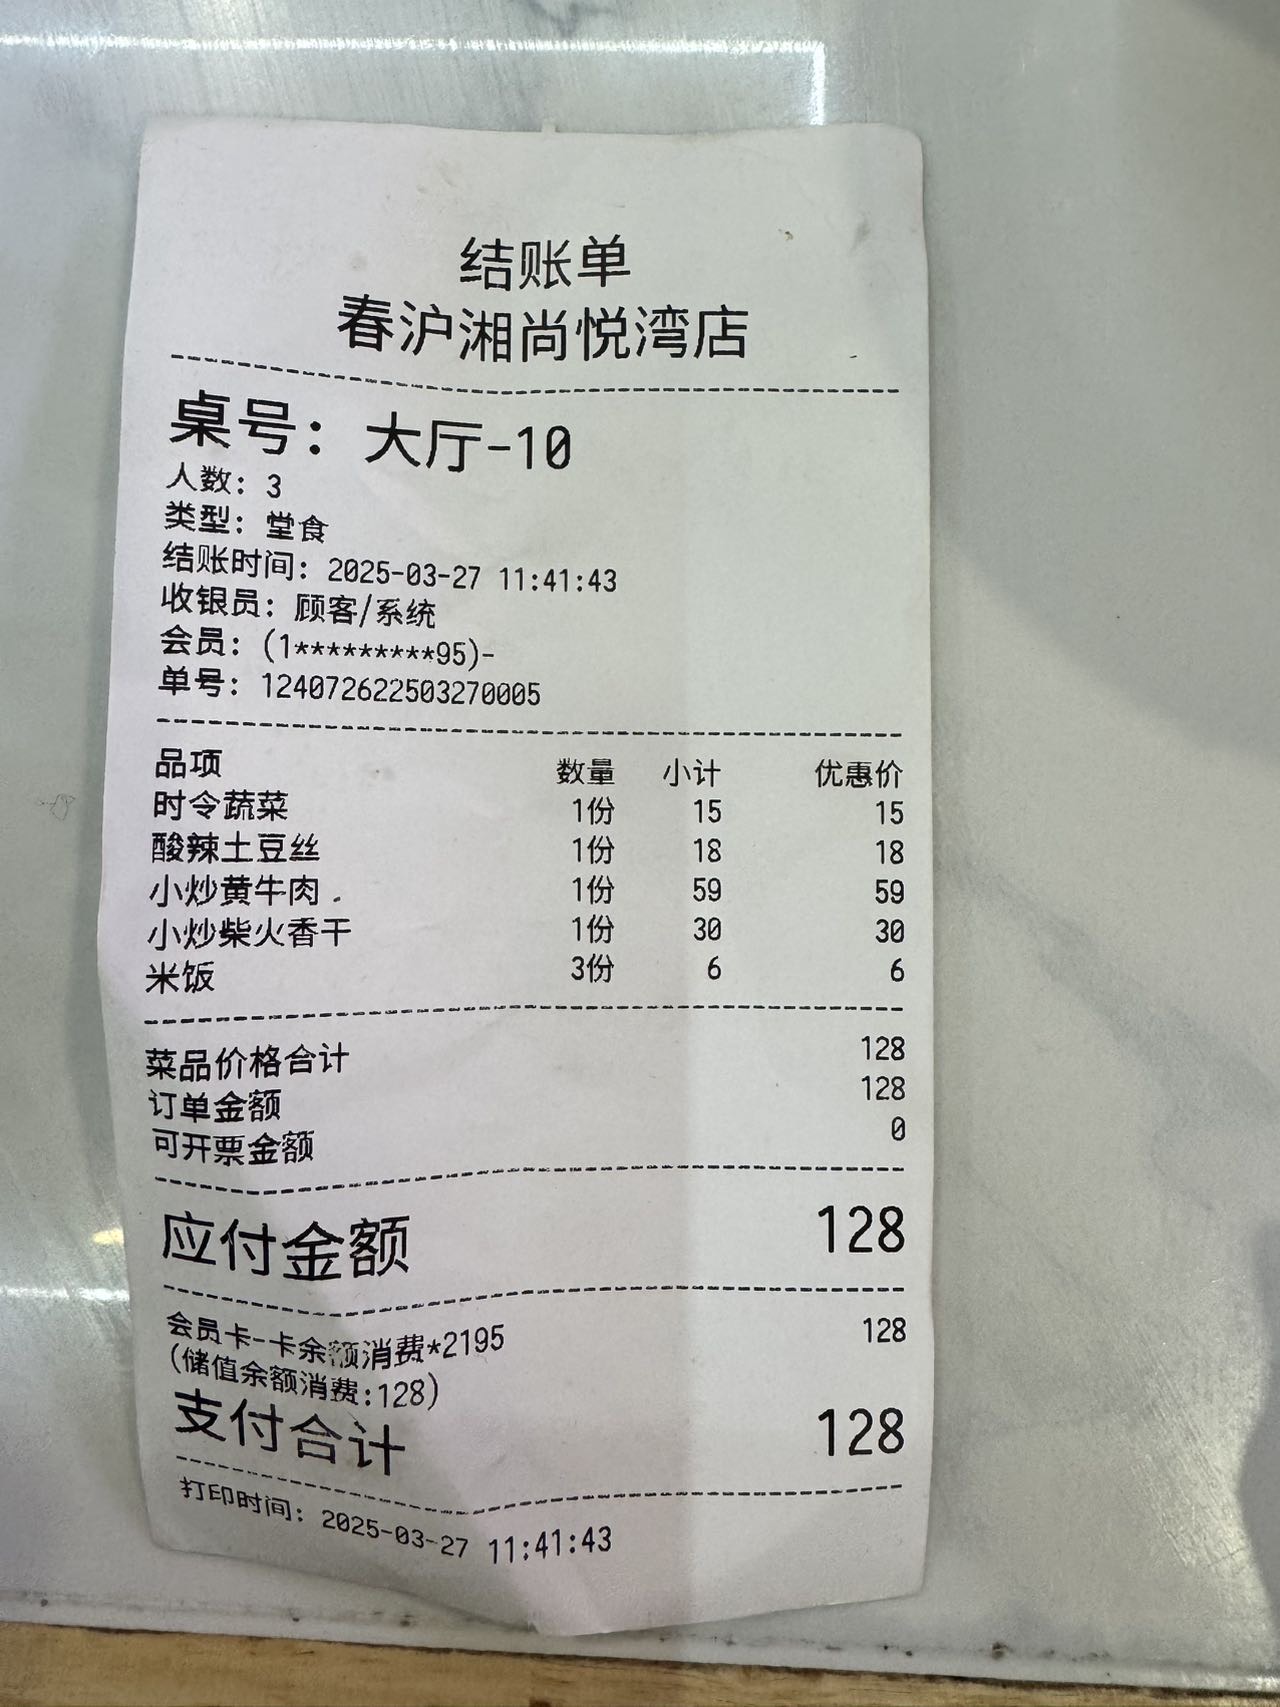 结账单
春沪湘尚悦湾店
桌号：大厅-10
人数：3
类型：堂食
结账时间：2025-03-27 11:41:43
收银员：顾客/系统
会员：(1*********95)-
单号：124072622503270005
品项 数量 小计 优惠价
时令蔬菜 1份 15 15
酸辣土豆丝 1份 18 18
小炒黄牛肉 1份 59 59
小炒柴火香干 1份 30 30
米饭 3份 6 6
菜品价格合计 128
订单金额 128
可开票金额 0
应付金额 128
会员卡-卡余额消费*2195 128
(储值余额消费:128)
支付合计 128
打印时间：2025-03-27 11:41:43